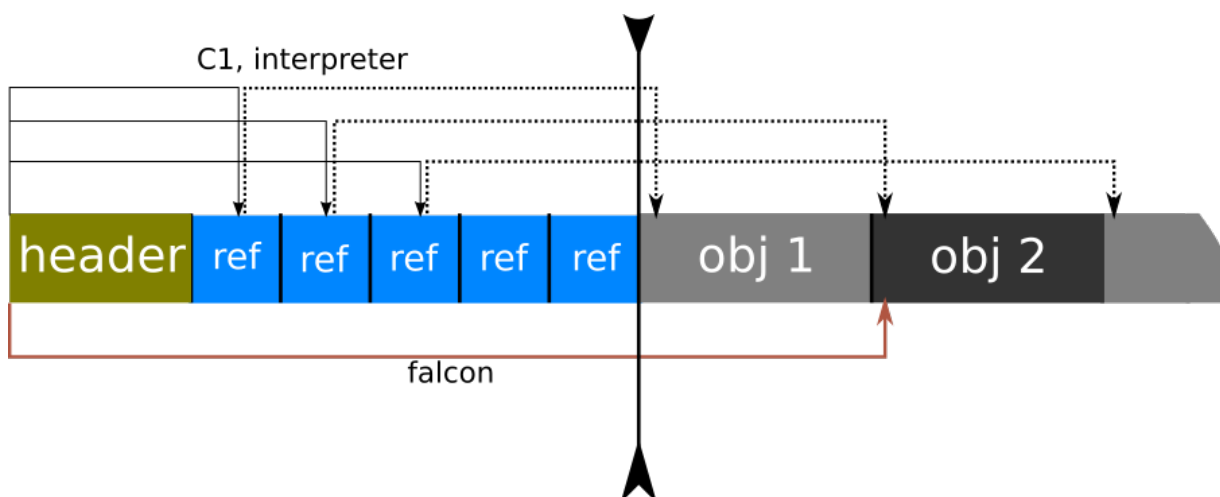 C1, interpreter
header
ref
ref
ref
ref
ref
obj 1
obj 2
falcon